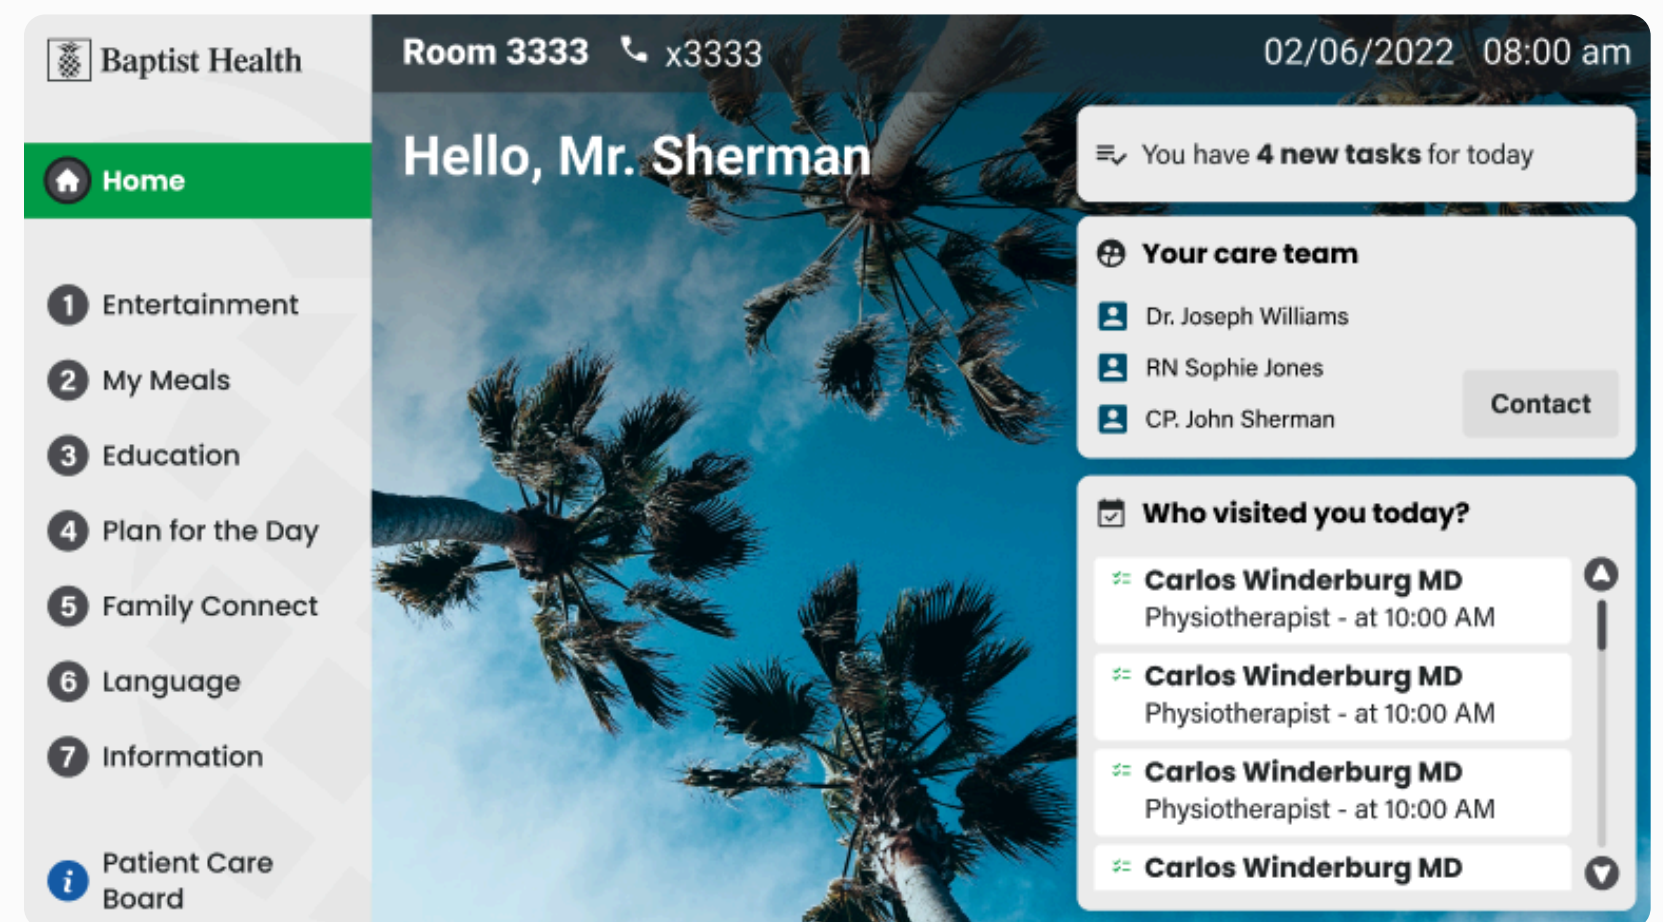 Baptist Health
Room 3333 x3333
02/06/2022 08:00 am
Home
1 Entertainment
2 My Meals
3 Education
4 Plan for the Day
5 Family Connect
6 Language
7 Information
i Patient Care
Board
Hello, Mr. Sherman
You have 4 new tasks for today
Your care team
Dr. Joseph Williams
RN Sophie Jones
CP. John Sherman
Contact
Who visited you today?
Carlos Winderburg MD
Physiotherapist - at 10:00 AM
Carlos Winderburg MD
Physiotherapist - at 10:00 AM
Carlos Winderburg MD
Physiotherapist - at 10:00 AM
Carlos Winderburg MD